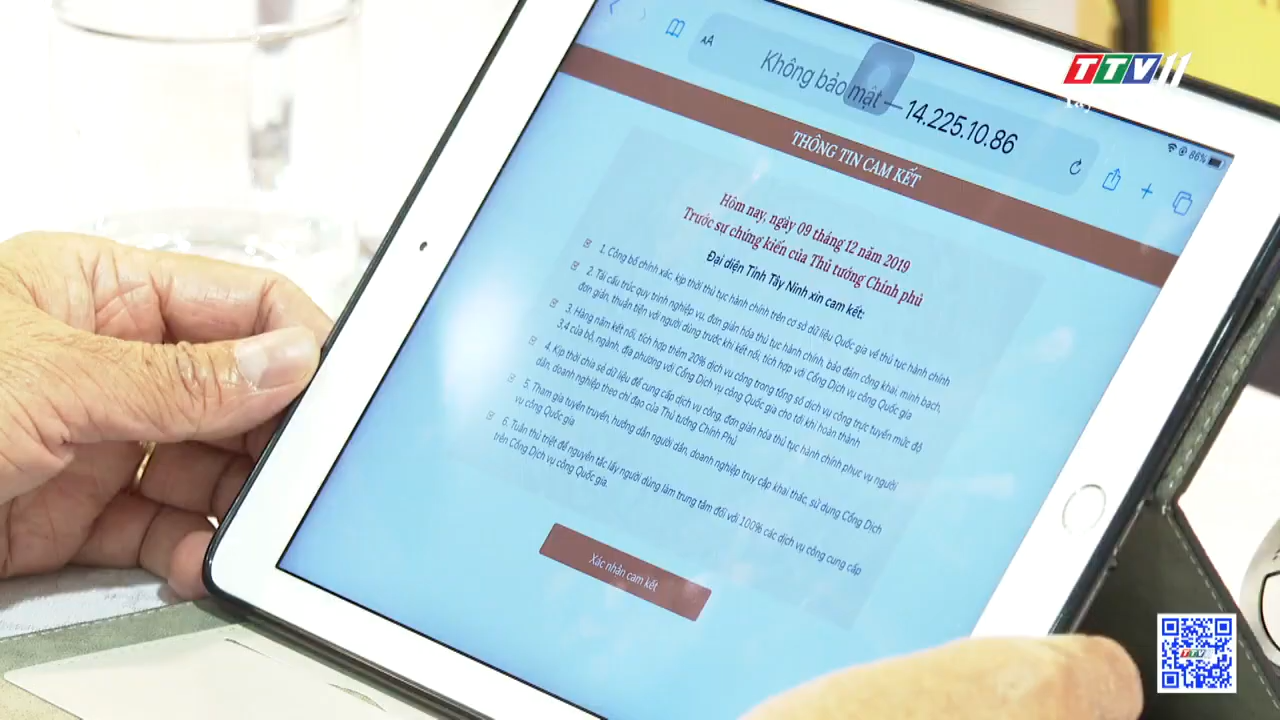 TTV11
86%
AA
Không bảo mật — 14.225.10.86
THÔNG TIN CAM KẾT
Hôm nay, ngày 09 tháng 12 năm 2019
Trước sự chứng kiến của Thủ tướng Chính phủ
Đại diện Tỉnh Tây Ninh xin cam kết:
1. Công bố chính xác, kịp thời thủ tục hành chính trên cơ sở dữ liệu Quốc gia về thủ tục hành chính
2. Tái cấu trúc quy trình nghiệp vụ, đơn giản hóa thủ tục hành chính, bảo đảm công khai, minh bạch,
đơn giản, thuận tiện với người dùng trước khi kết nối, tích hợp với Cổng Dịch vụ công Quốc gia
3. Hàng năm kết nối, tích hợp thêm 20% dịch vụ công trong tổng số dịch vụ công trực tuyến mức độ
3,4 của bộ, ngành, địa phương với Cổng Dịch vụ công Quốc gia cho tới khi hoàn thành
4. Kịp thời chia sẻ dữ liệu để cung cấp dịch vụ công, đơn giản hóa thủ tục hành chính phục vụ người
dân, doanh nghiệp theo chỉ đạo của Thủ tướng Chính Phủ
5. Tham gia tuyên truyền, hướng dẫn người dân, doanh nghiệp truy cập khai thác, sử dụng Cổng Dịch
vụ công Quốc gia
6. Tuân thủ triệt để nguyên tắc lấy người dùng làm trung tâm đối với 100% các dịch vụ công cung cấp
trên Cổng Dịch vụ công Quốc gia.
Xác nhận cam kết
TTV